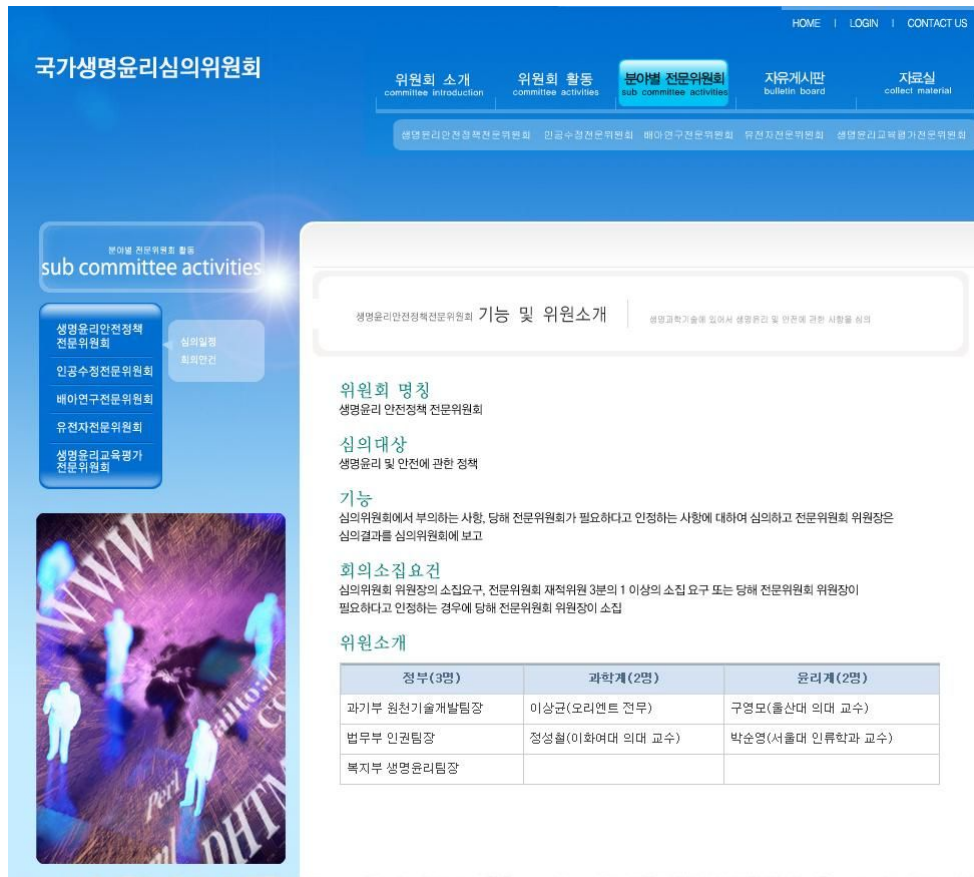 HOME | LOGIN | CONTACT US
국가생명윤리심의위원회
위원회 소개 위원회 활동 분야별 전문위원회 자유게시판 자료실
committee introduction committee activities sub committee activities bulletin board collect material
생명윤리안전정책전문위원회 인공수정전문위원회 배아연구전문위원회 유전자전문위원회 생명윤리교육평가전문위원회
분야별 전문위원회 활동
sub committee activities
생명윤리안전정책
전문위원회
심의일정
회의안건
인공수정전문위원회
배아연구전문위원회
유전자전문위원회
생명윤리교육평가
전문위원회
생명윤리안전정책전문위원회 기능 및 위원소개
생명과학기술에 있어서 생명윤리 및 안전에 관한 사항을 심의
위원회 명칭
생명윤리 안전정책 전문위원회
심의대상
생명윤리 및 안전에 관한 정책
기능
심의위원회에서 부의하는 사항, 당해 전문위원회가 필요하다고 인정하는 사항에 대하여 심의하고 전문위원회 위원장은
심의결과를 심의위원회에 보고
회의소집요건
심의위원회 위원장의 소집요구, 전문위원회 재적위원 3분의 1 이상의 소집 요구 또는 당해 전문위원회 위원장이
필요하다고 인정하는 경우에 당해 전문위원회 위원장이 소집
위원소개
정부(3명) 과학계(2명) 윤리계(2명)
과기부 원천기술개발팀장 이상균(오리엔트 전무) 구영모(울산대 의대 교수)
법무부 인권팀장 정성철(이화여대 의대 교수) 박순영(서울대 인류학과 교수)
복지부 생명윤리팀장
WWW
Perl
DHTM